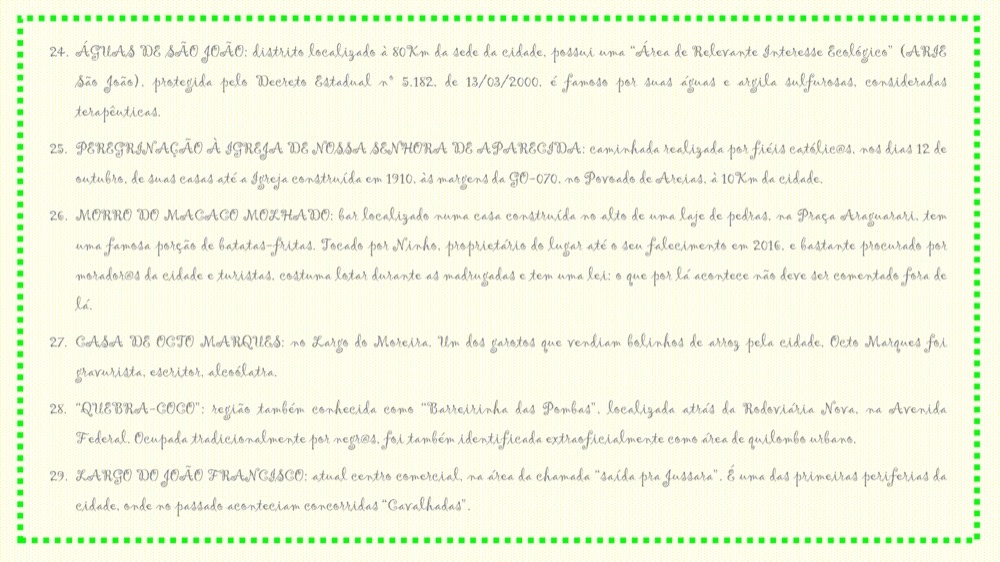 24. ÁGUAS DE SÃO JOÃO: distrito localizado à 80Km da sede da cidade, possui uma "Área de Relevante Interesse Ecológico" (ARIE
São João), protegida pelo Decreto Estadual n° 5.182, de 13/03/2000, é famoso por suas águas e argila sulfurosas, consideradas
terapêuticas.
25. PEREGRINAÇÃO À IGREJA DE NOSSA SENHORA DE APARECIDA: caminhada realizada por fiéis católic@s, nos dias 12 de
outubro, de suas casas até a Igreja construída em 1910, às margens da GO-070, no Povoado de Areias, à 10Km da cidade.
26. MORRO DO MACACO MOLHADO: bar localizado numa casa construída no alto de uma laje de pedras, na Praça Araguarari, tem
uma famosa porção de batatas-fritas. Tocado por Ninho, proprietário do lugar até o seu falecimento em 2016, e bastante procurado por
morador@s da cidade e turistas, costuma lotar durante as madrugadas e tem uma lei: o que por lá acontece não deve ser comentado fora de
lá.
27. CASA DE OCTO MARQUES: no Largo do Moreira. Um dos garotos que vendiam bolinhos de arroz pela cidade, Octo Marques foi
gravurista, escritor, alcoólatra.
28. "QUEBRA-COCO": região também conhecida como "Barreirinha das Pombas", localizada atrás da Rodoviária Nova, na Avenida
Federal. Ocupada tradicionalmente por negr@s, foi também identificada extraoficialmente como área de quilombo urbano.
29. LARGO DO JOÃO FRANCISCO: atual centro comercial, na área da chamada "saída pra Jussara". É uma das primeiras periferias da
cidade, onde no passado aconteciam concorridas "Cavalhadas".